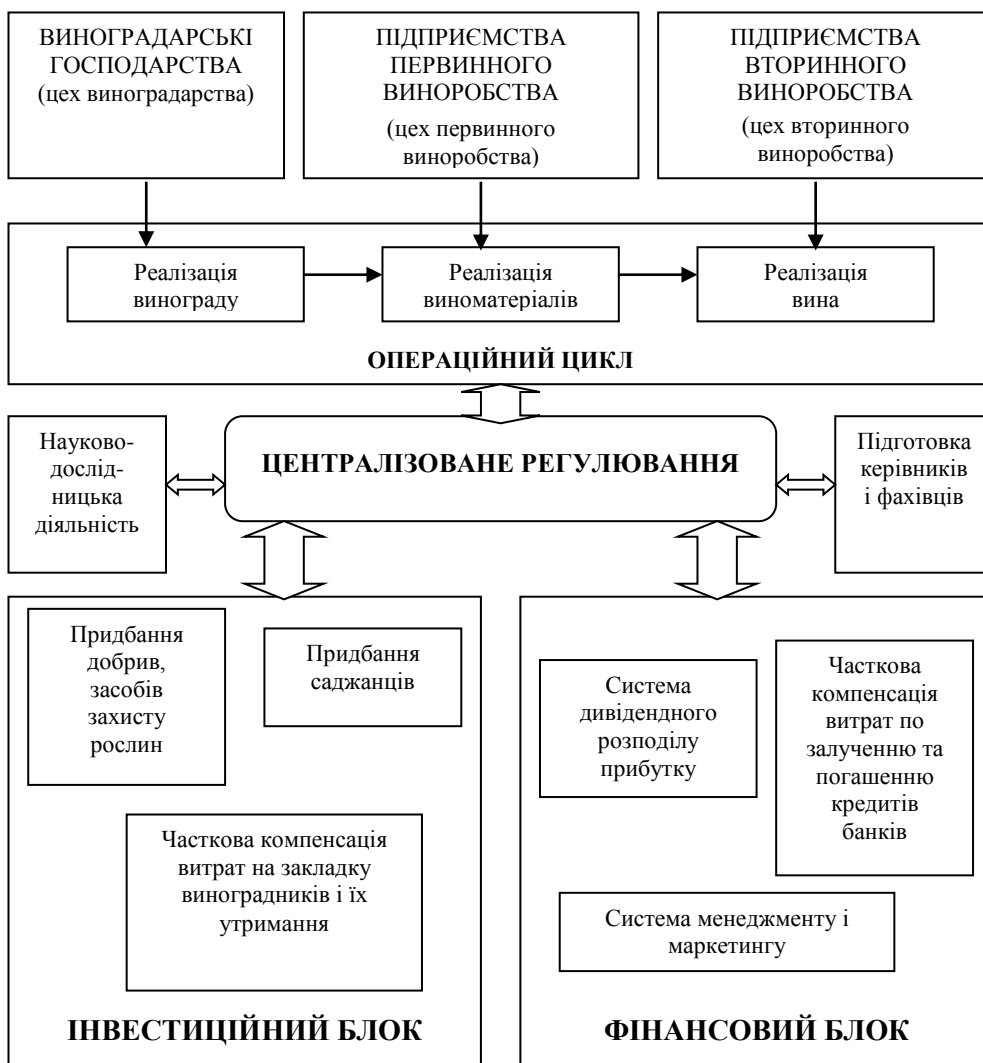 ВИНОГРАДАРСЬКІ
ГОСПОДАРСТВА
(цех виноградарства)
ПІДПРИЄМСТВА
ПЕРВИННОГО
ВИНОРОБСТВА
(цех первинного
виноробства)
ПІДПРИЄМСТВА
ВТОРИННОГО
ВИНОРОБСТВА
(цех вторинного
виноробства)
Реалізація
винограду
Реалізація
виноматеріалів
Реалізація
вина
ОПЕРАЦІЙНИЙ ЦИКЛ
Науково-
дослід-
ницька
діяльність
ЦЕНТРАЛІЗОВАНЕ РЕГУЛЮВАННЯ
Підготовка
керівників
і фахівців
Придбання
добрив,
засобів
захисту
рослин
Придбання
саджанців
Часткова компенсація
витрат на закладку
виноградників і їх
утримання
ІНВЕСТИЦІЙНИЙ БЛОК
Система
дивідендного
розподілу
прибутку
Часткова
компенсація
витрат по
залученню та
погашенню
кредитів
банків
Система менеджменту і
маркетингу
ФІНАНСОВИЙ БЛОК